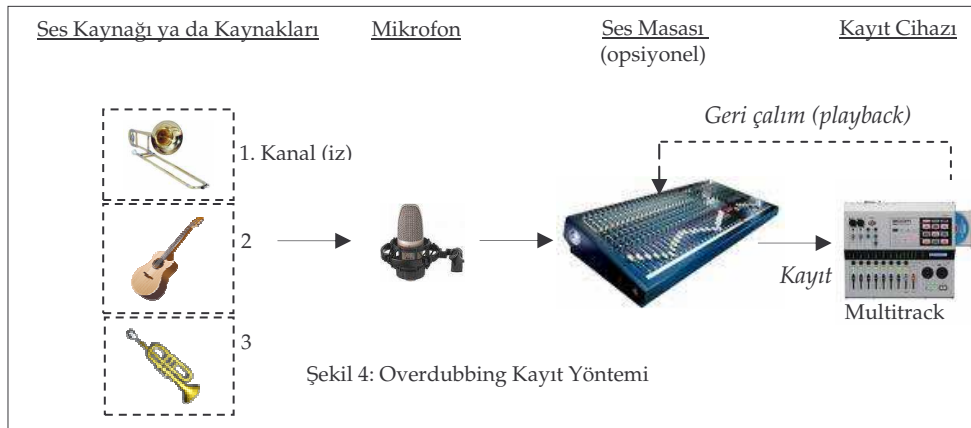 Ses Kaynağı ya da Kaynakları
Mikrofon
Ses Masası
(opsiyonel)
Kayıt Cihazı
Geri çalım (playback)
1. Kanal (iz)
2
3
Kayıt
Multitrack
Şekil 4: Overdubbing Kayıt Yöntemi